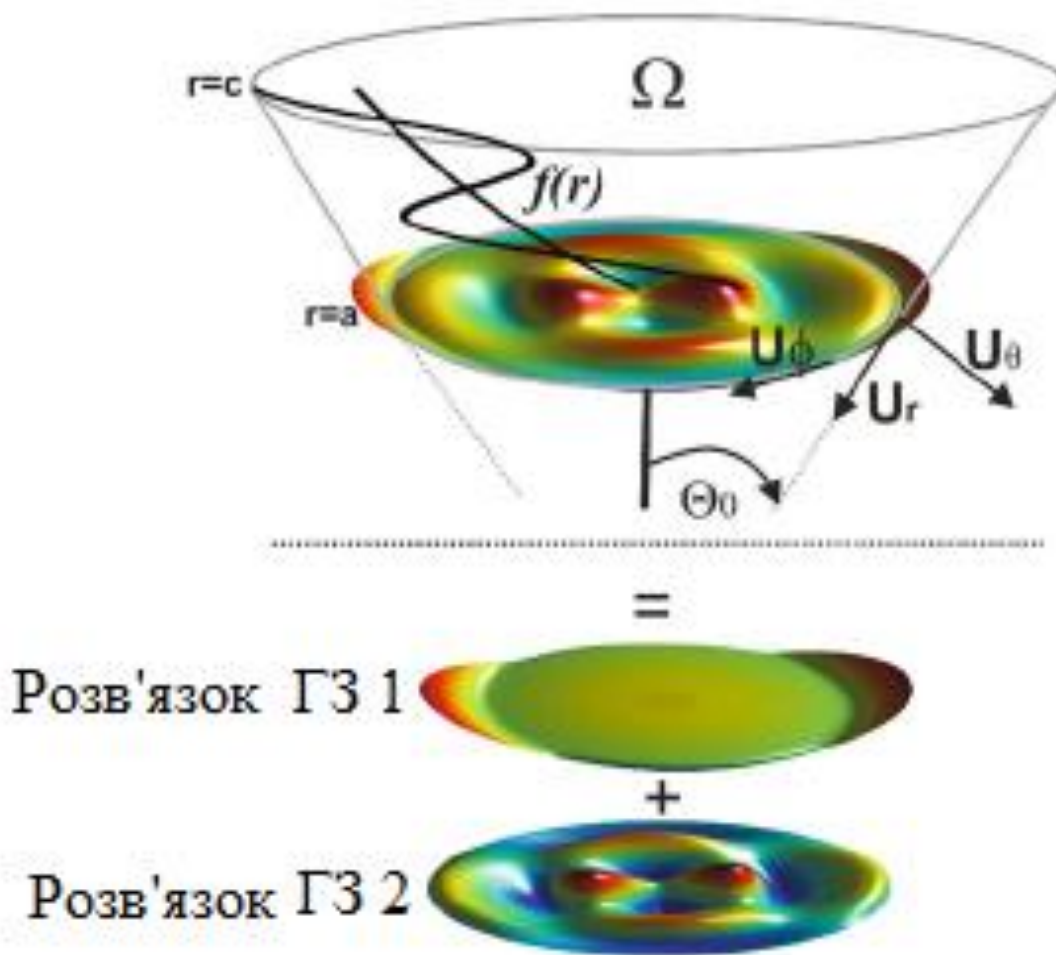 r=c
Ω
f(r)
r=a
Uϕ
Uθ
Ur
Θ0
=
Розв'язок ГЗ 1
+
Розв'язок ГЗ 2